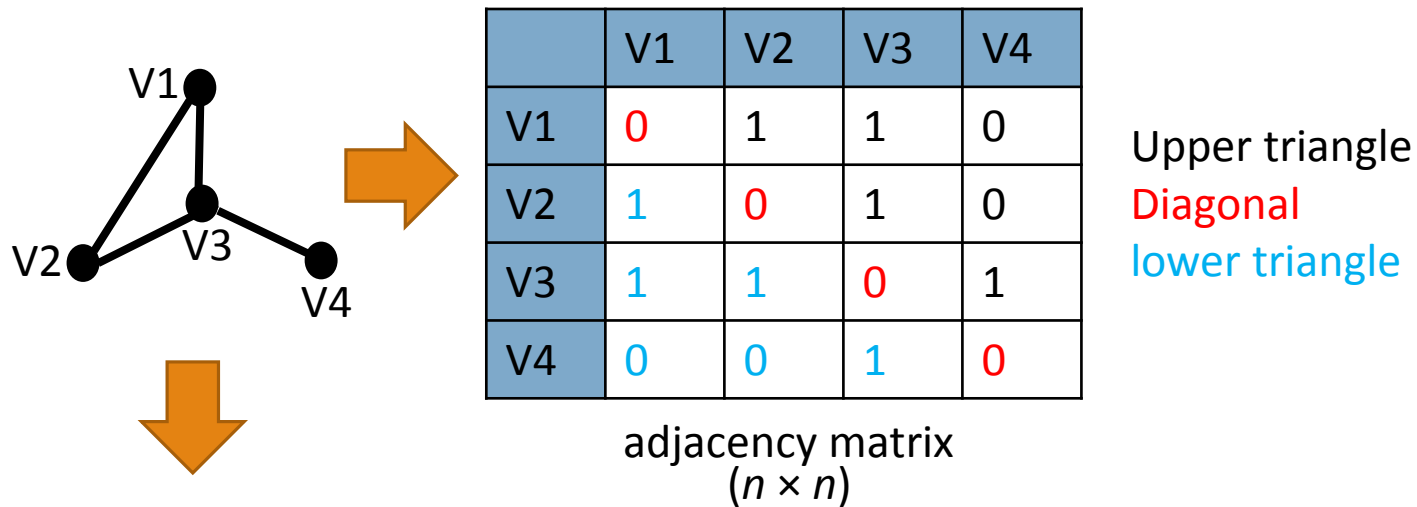 V1
V2
V3
V4
V1 V2 V3 V4
V1 0 1 1 0
V2 1 0 1 0
V3 1 1 0 1
V4 0 0 1 0
adjacency matrix
(n × n)
Upper triangle
Diagonal
lower triangle